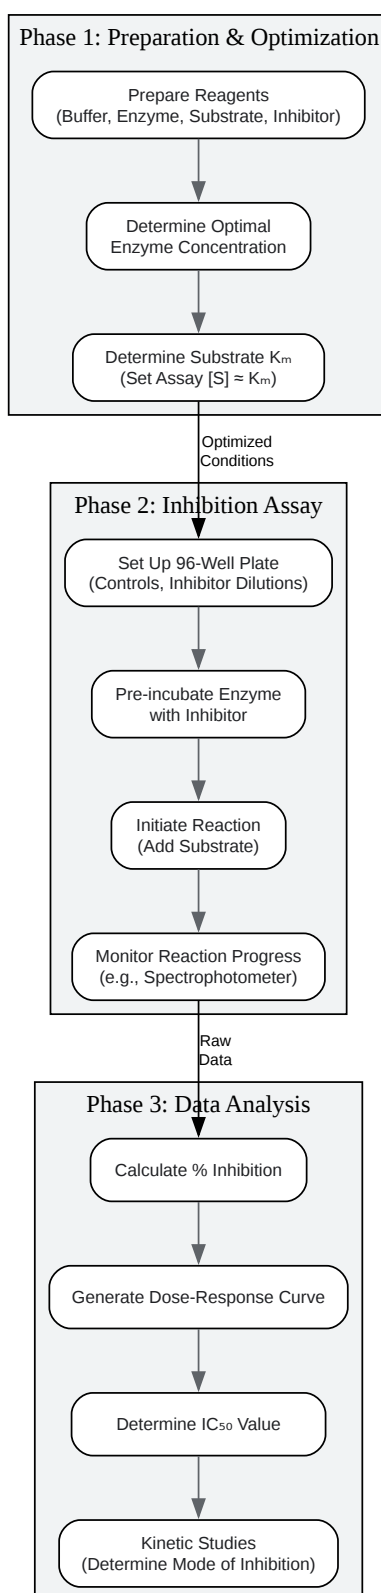 Phase 1: Preparation & Optimization
Prepare Reagents
(Buffer, Enzyme, Substrate, Inhibitor)
Determine Optimal
Enzyme Concentration
Determine Substrate Kₘ
(Set Assay [S] ≈ Kₘ)
Optimized
Conditions
Phase 2: Inhibition Assay
Set Up 96-Well Plate
(Controls, Inhibitor Dilutions)
Pre-incubate Enzyme
with Inhibitor
Initiate Reaction
(Add Substrate)
Monitor Reaction Progress
(e.g., Spectrophotometer)
Raw
Data
Phase 3: Data Analysis
Calculate % Inhibition
Generate Dose-Response Curve
Determine IC₅₀ Value
Kinetic Studies
(Determine Mode of Inhibition)